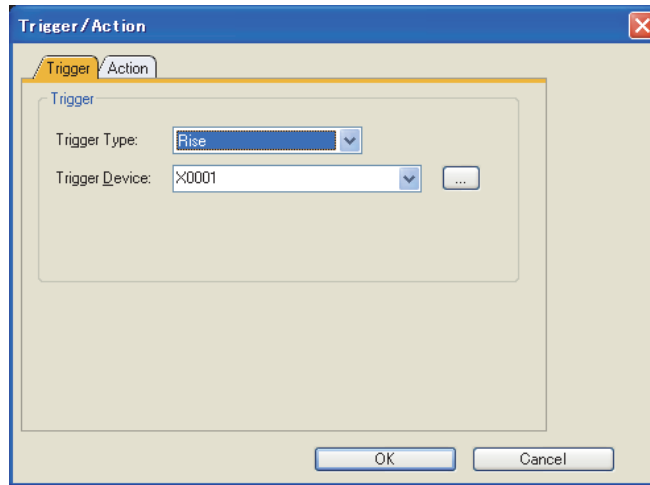 Trigger/Action
Trigger Action
Trigger
Trigger Type: Rise
Trigger Device: X0001 ...
OK Cancel